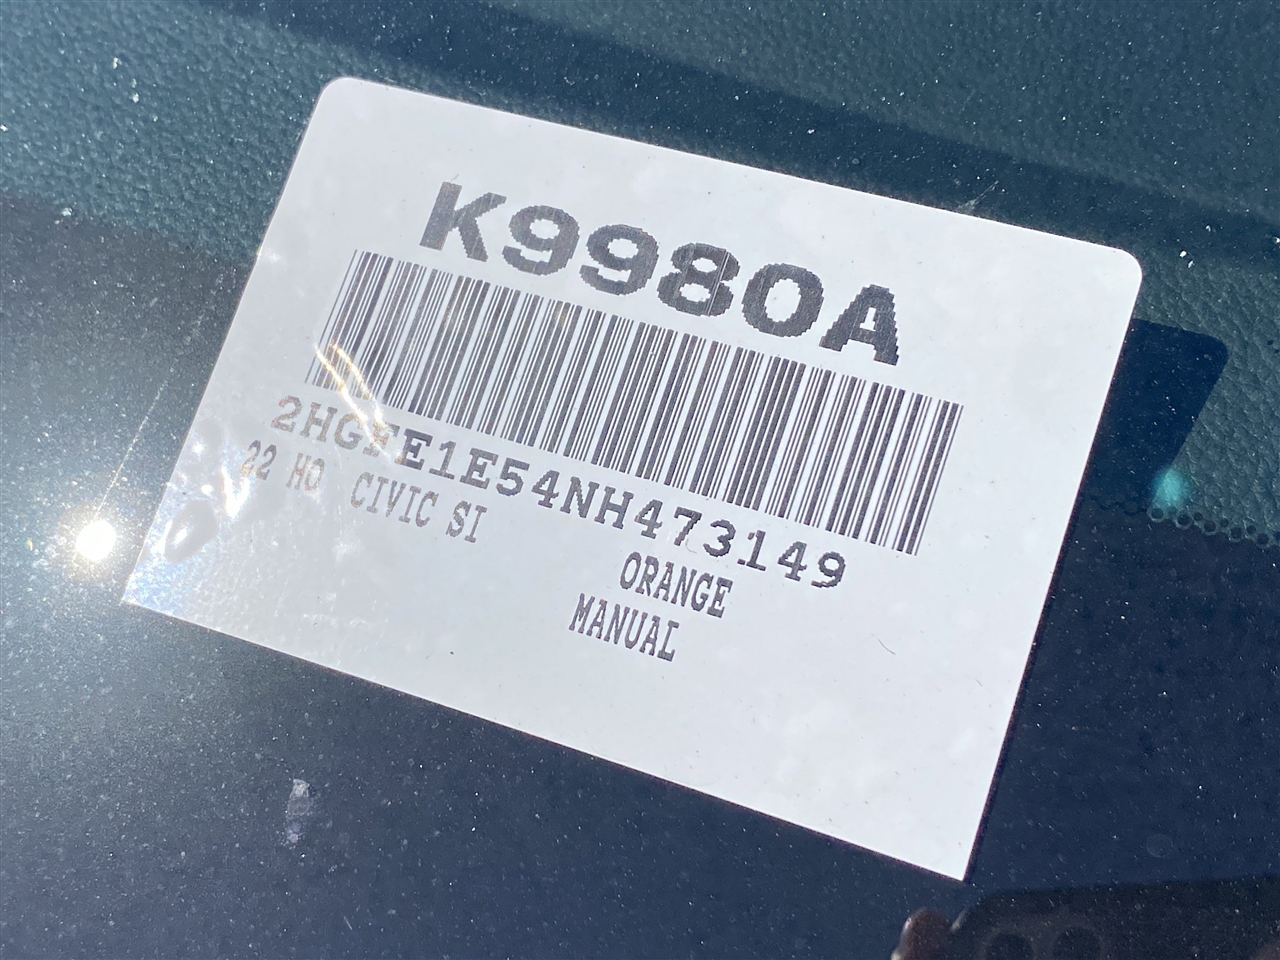 K9980A
2HGFE1E54NH473149
22 HO CIVIC SI
ORANGE
MANUAL